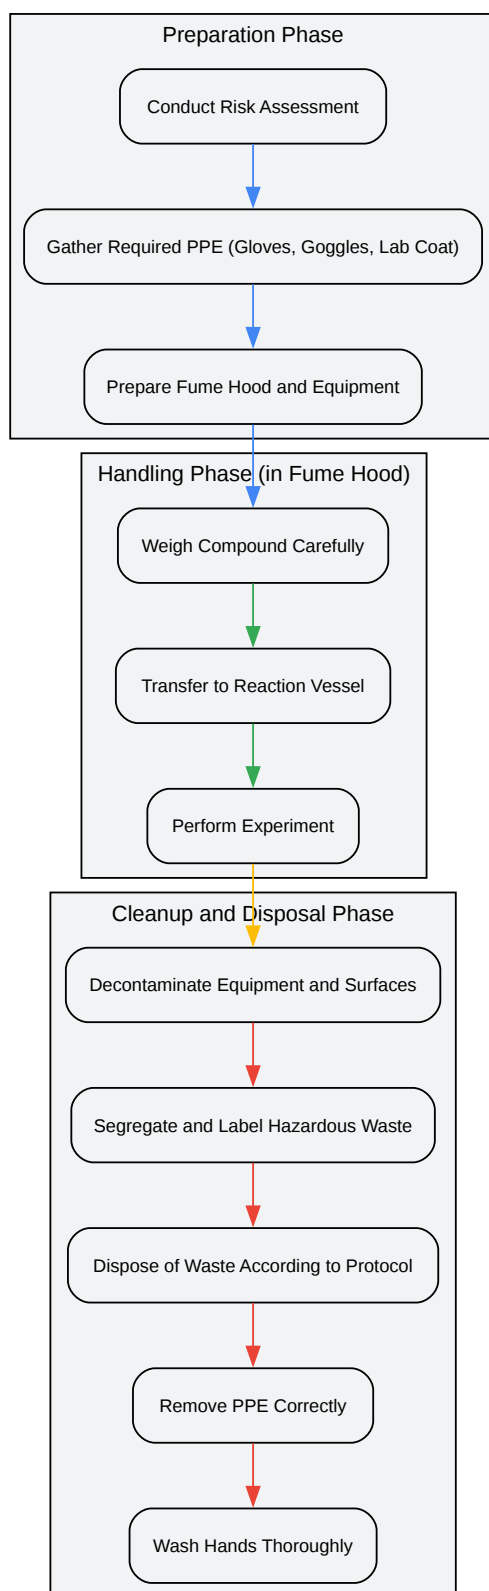 Preparation Phase
Conduct Risk Assessment
Gather Required PPE (Gloves, Goggles, Lab Coat)
Prepare Fume Hood and Equipment
Handling Phase (in Fume Hood)
Weigh Compound Carefully
Transfer to Reaction Vessel
Perform Experiment
Cleanup and Disposal Phase
Decontaminate Equipment and Surfaces
Segregate and Label Hazardous Waste
Dispose of Waste According to Protocol
Remove PPE Correctly
Wash Hands Thoroughly